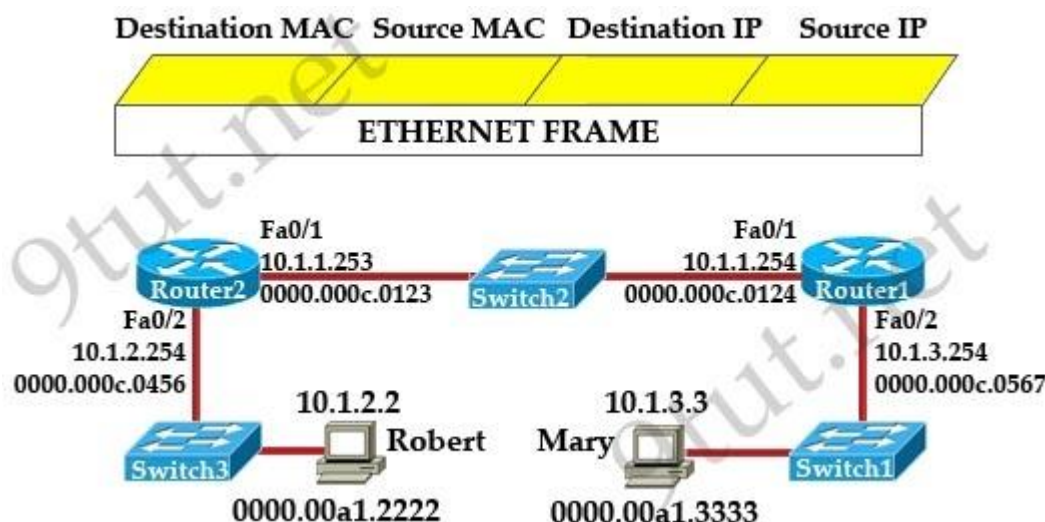 Destination MAC Source MAC Destination IP Source IP
ETHERNET FRAME
Fa0/1
10.1.1.253
0000.000c.0123
Router2
Switch2
Fa0/1
10.1.1.254
0000.000c.0124
Router1
Fa0/2
10.1.2.254
0000.000c.0456
Fa0/2
10.1.3.254
0000.000c.0567
10.1.2.2
Robert
Switch3
0000.00a1.2222
10.1.3.3
Mary
Switch1
0000.00a1.3333
9tut.net
9tut.net